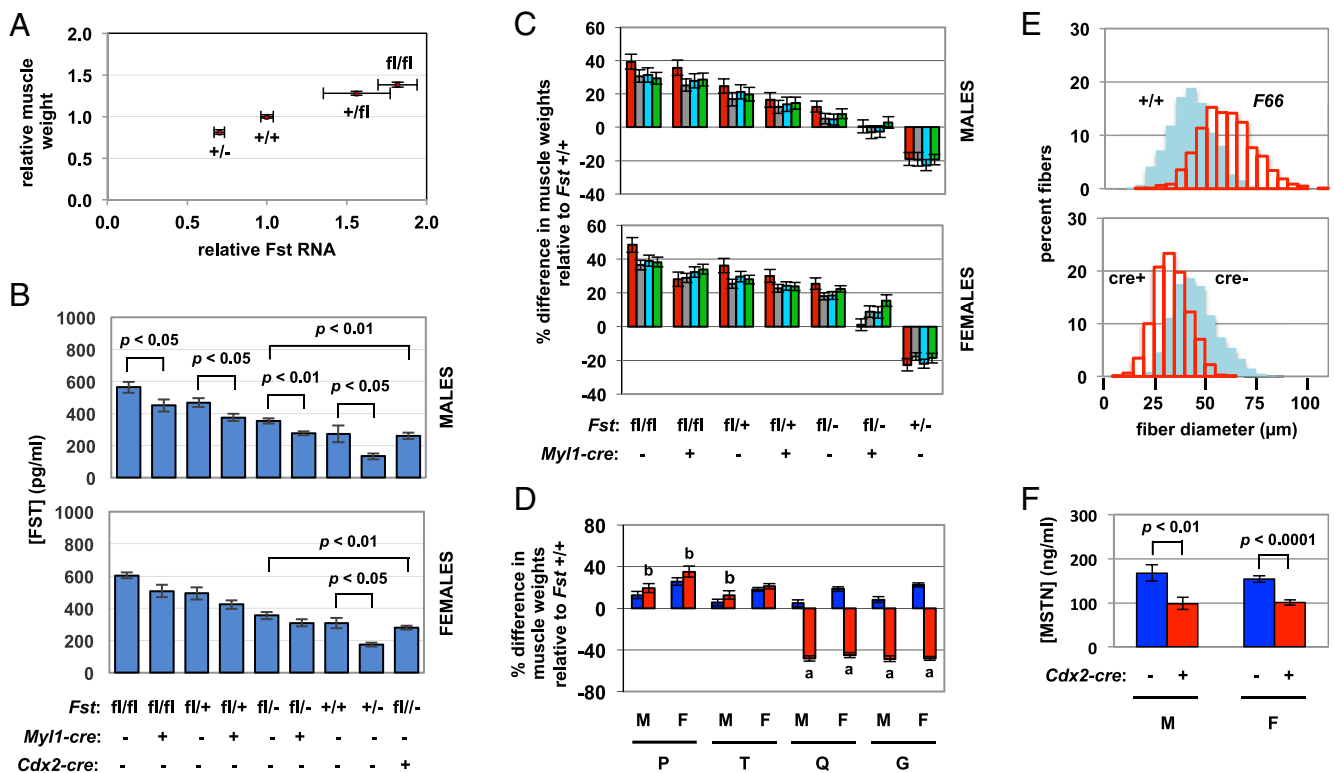 A
2.0
1.5
1.0
0.5
0.0
relative muscle
weight
fl/fl
+/fl
+/+
+/-
0.0 0.5 1.0 1.5 2.0
relative Fst RNA
B
1000
800
600
400
200
0
p < 0.05
p < 0.05
p < 0.01
p < 0.01
p < 0.05
MALES
[FST] (pg/ml)
1000
800
600
400
200
0
p < 0.01
p < 0.05
FEMALES
Fst: fl/fl fl/fl fl/+ fl/+ fl/- fl/- +/+ +/- fl//-
Myl1-cre: - + - + - + - - -
Cdx2-cre: - - - - - - - - +
C
60
40
20
0
-20
-40
MALES
% difference in muscle weights
relative to Fst +/+
60
40
20
0
-20
-40
FEMALES
Fst: fl/fl fl/fl fl/+ fl/+ fl/- fl/- +/-
Myl1-cre: - + - + - + -
D
80
40
0
-40
-80
% difference in
muscle weights
relative to Fst +/+
b b b
a a a a
M F M F M F M F
P T Q G
E
30
20
10
0
+/+
F66
percent fibers
30
20
10
0
cre+
cre-
0 25 50 75 100
fiber diameter (µm)
F
300
200
100
0
[MSTN] (ng/ml)
p < 0.01
p < 0.0001
Cdx2-cre: - + - +
M F